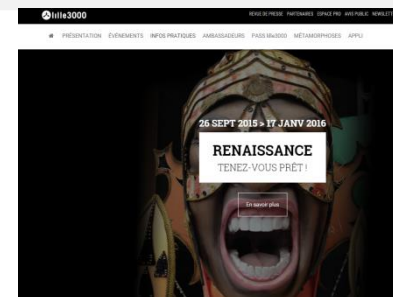 lille3000
REVUE DE PRESSE PARTENAIRES ESPACE PRO AVIS PUBLIC NEWSLETT
PRÉSENTATION ÉVÉNEMENTS INFOS PRATIQUES AMBASSADEURS PASS lille3000 MÉTAMORPHOSES APPLI
26 SEPT 2015 > 17 JANV 2016
RENAISSANCE
TENEZ-VOUS PRÊT !
En savoir plus